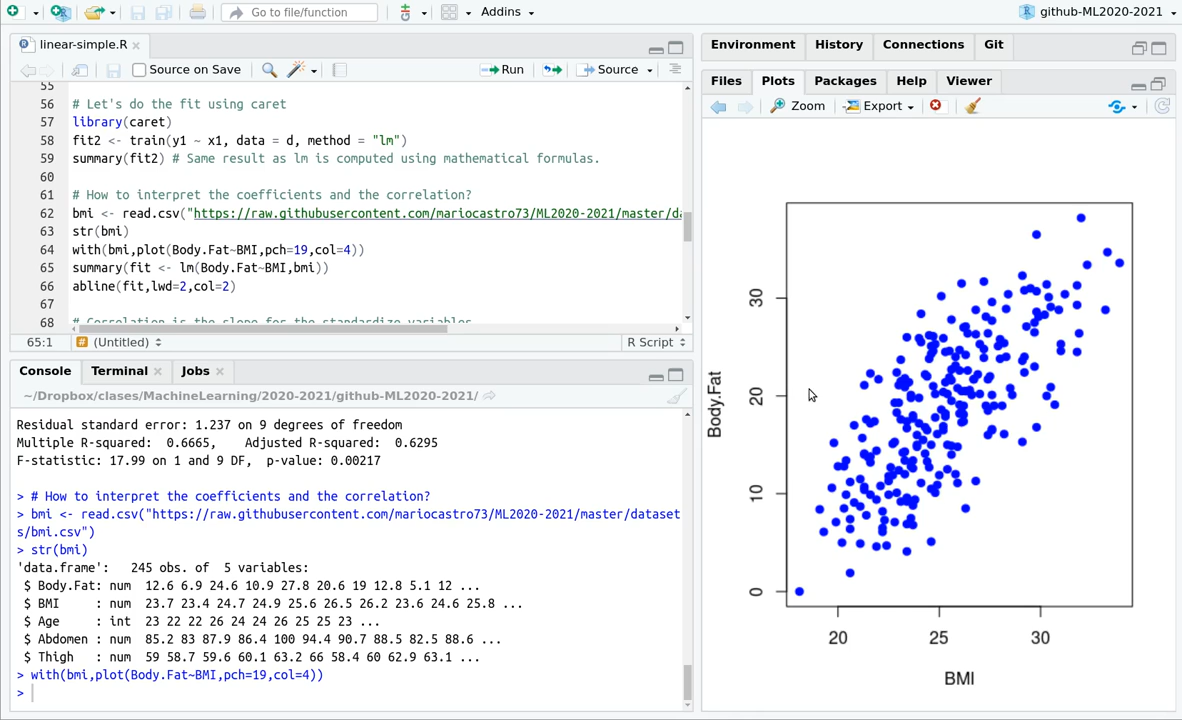 Go to file/function
Addins
github-ML2020-2021
linear-simple.R
Source on Save
Run
Source
55
56 # Let's do the fit using caret
57 library(caret)
58 fit2 <- train(y1 ~ x1, data = d, method = "lm")
59 summary(fit2) # Same result as lm is computed using mathematical formulas.
60
61 # How to interpret the coefficients and the correlation?
62 bmi <- read.csv("https://raw.githubusercontent.com/mariocastro73/ML2020-2021/master/da
63 str(bmi)
64 with(bmi,plot(Body.Fat~BMI,pch=19,col=4))
65 summary(fit <- lm(Body.Fat~BMI,bmi))
66 abline(fit,lwd=2,col=2)
67
68 # Correlation is the slope for the standardize variables
65:1 # (Untitled) R Script
Console Terminal Jobs
~/Dropbox/clases/MachineLearning/2020-2021/github-ML2020-2021/
Residual standard error: 1.237 on 9 degrees of freedom
Multiple R-squared:  0.6665,    Adjusted R-squared:  0.6295
F-statistic: 17.99 on 1 and 9 DF,  p-value: 0.00217
> # How to interpret the coefficients and the correlation?
> bmi <- read.csv("https://raw.githubusercontent.com/mariocastro73/ML2020-2021/master/dataset
s/bmi.csv")
> str(bmi)
'data.frame':   245 obs. of  5 variables:
$ Body.Fat: num  12.6 6.9 24.6 10.9 27.8 20.6 19 12.8 5.1 12 ...
$ BMI     : num  23.7 23.4 24.7 24.9 25.6 26.5 26.2 23.6 24.6 25.8 ...
$ Age     : int  23 22 22 26 24 24 26 25 25 23 ...
$ Abdomen : num  85.2 83 87.9 86.4 100 94.4 90.7 88.5 82.5 88.6 ...
$ Thigh   : num  59 58.7 59.6 60.1 63.2 66 58.4 60 62.9 63.1 ...
> with(bmi,plot(Body.Fat~BMI,pch=19,col=4))
>
Environment History Connections Git
Files Plots Packages Help Viewer
Zoom Export
Body.Fat
30
20
10
0
20 25 30
BMI